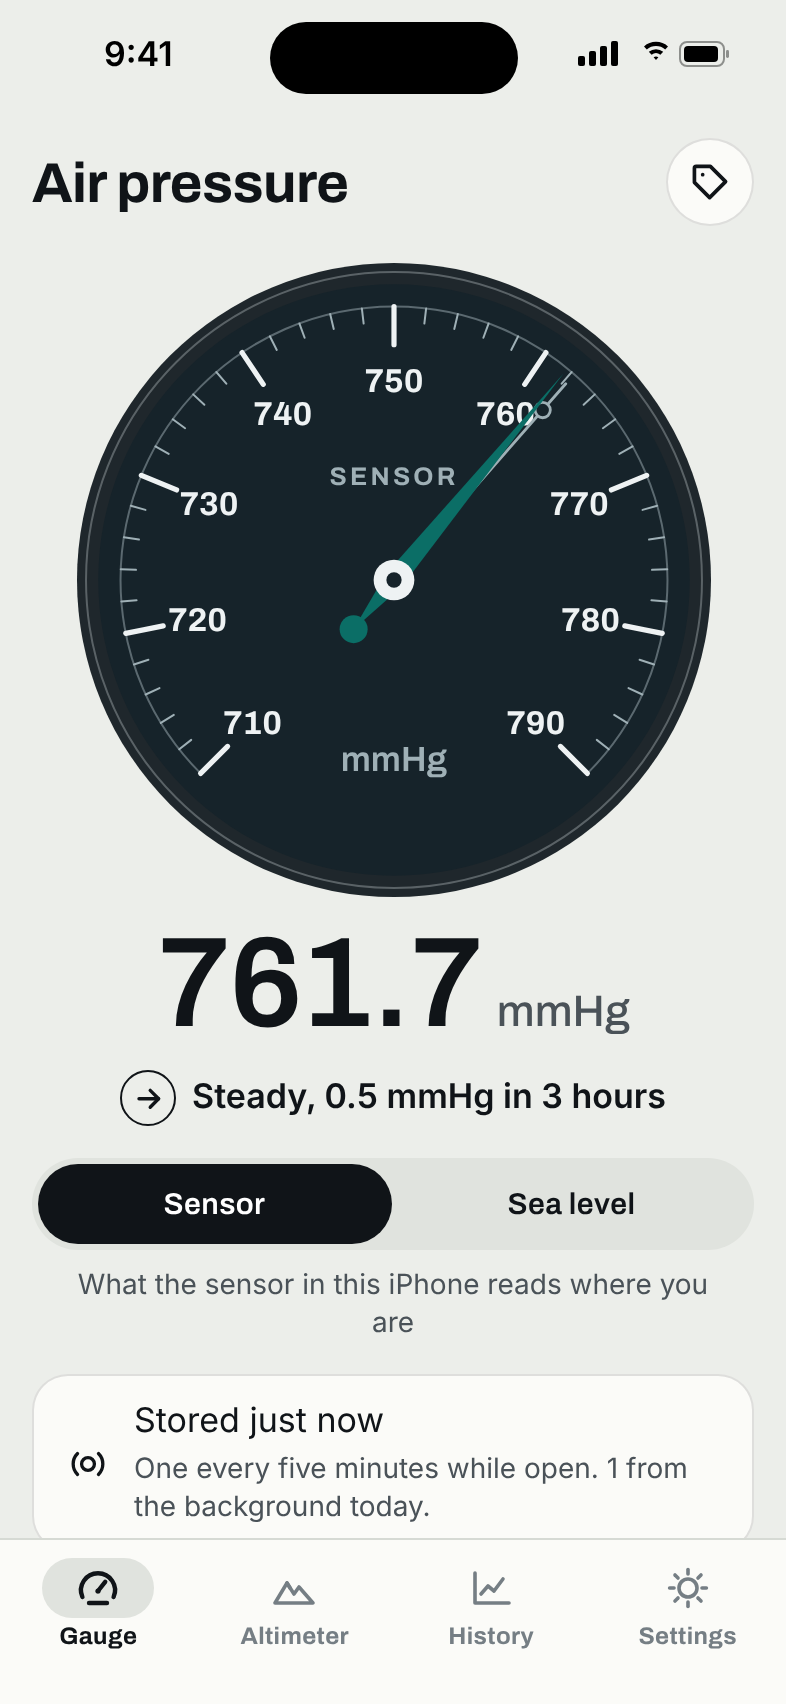 9:41
Air pressure
750
740
760
SENSOR
730
770
720
780
710
790
mmHg
761.7 mmHg
Steady, 0.5 mmHg in 3 hours
Sensor
Sea level
What the sensor in this iPhone reads where you
are
Stored just now
One every five minutes while open. 1 from
the background today.
Gauge
Altimeter
History
Settings